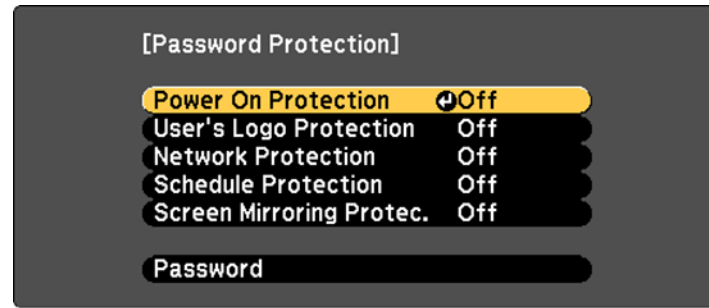 [Password Protection]
Power On Protection Off
User's Logo Protection Off
Network Protection Off
Schedule Protection Off
Screen Mirroring Protec. Off
Password